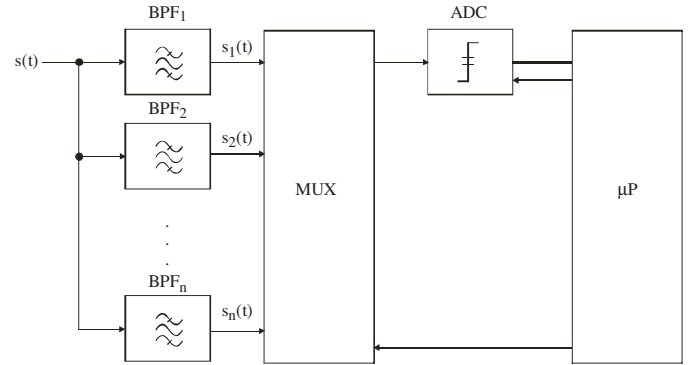 BPF₁ ADC
s(t) s₁(t)
BPF₂
s₂(t)
MUX μP
.
.
.
BPFₙ
sₙ(t)